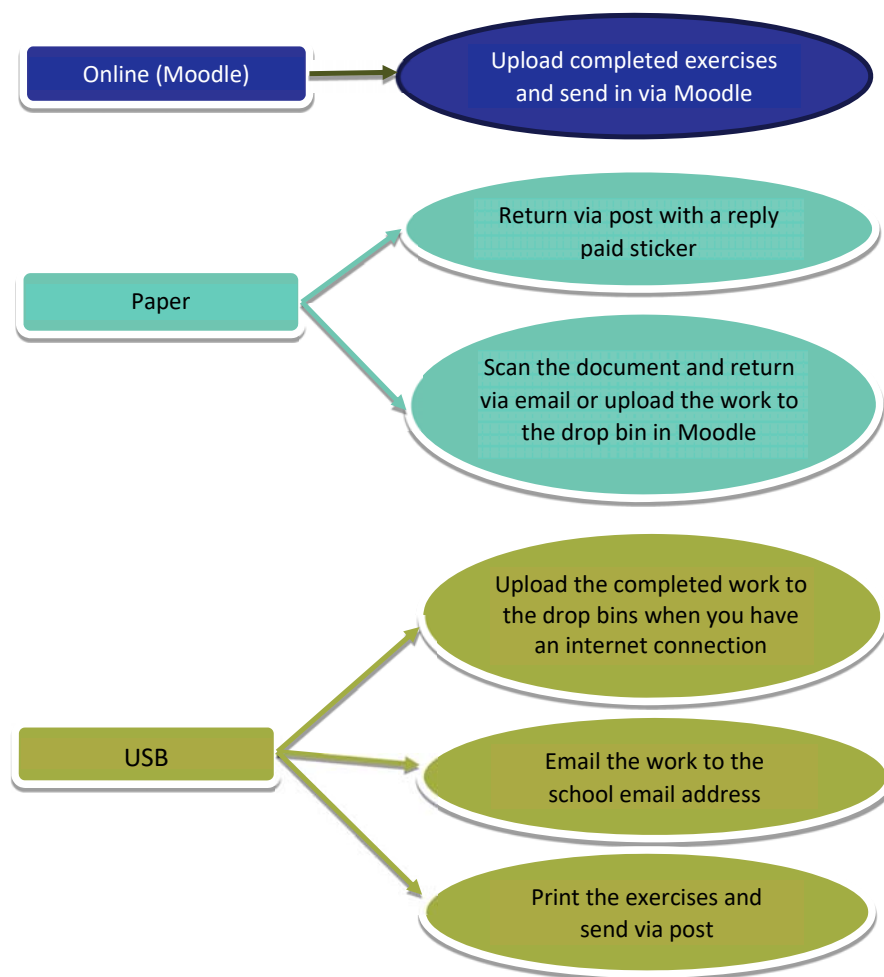 Online (Moodle)
Upload completed exercises
and send in via Moodle
Paper
Return via post with a reply
paid sticker
Scan the document and return
via email or upload the work to
the drop bin in Moodle
USB
Upload the completed work to
the drop bins when you have
an internet connection
Email the work to the
school email address
Print the exercises and
send via post